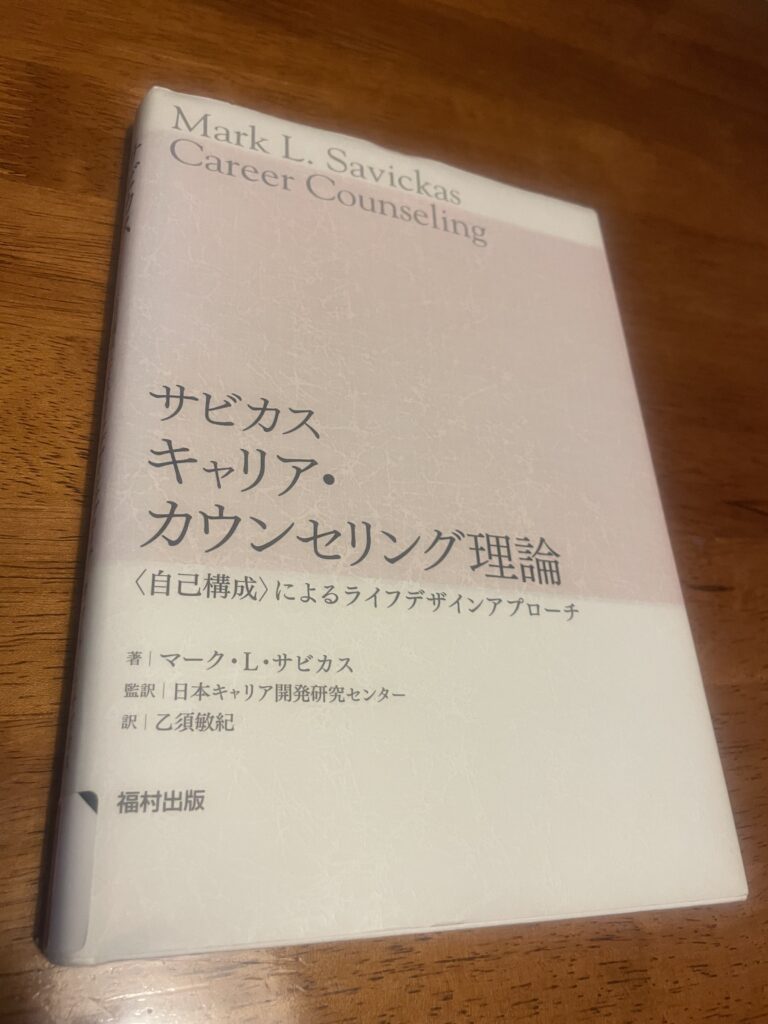 Mark L. Savickas
Career Counseling
サビカス
キャリア・
カウンセリング理論
〈自己構成〉によるライフデザインアプローチ
著｜マーク・L・サビカス
監訳｜日本キャリア開発研究センター
訳｜乙須敏紀
福村出版